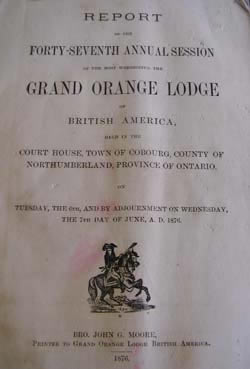 REPORT
OF THE
FORTY-SEVENTH ANNUAL SESSION
OF THE MOST WORSHIPFUL THE
GRAND ORANGE LODGE
OF
BRITISH AMERICA,
HELD IN THE
COURT HOUSE, TOWN OF COBOURG, COUNTY OF
NORTHUMBERLAND, PROVINCE OF ONTARIO,
ON
TUESDAY, THE 6TH, AND BY ADJOURNMENT ON WEDNESDAY,
THE 7TH DAY OF JUNE, A. D. 1876.
BRO. JOHN G. MOORE,
PRINTER TO GRAND ORANGE LODGE BRITISH AMERICA.
1876.